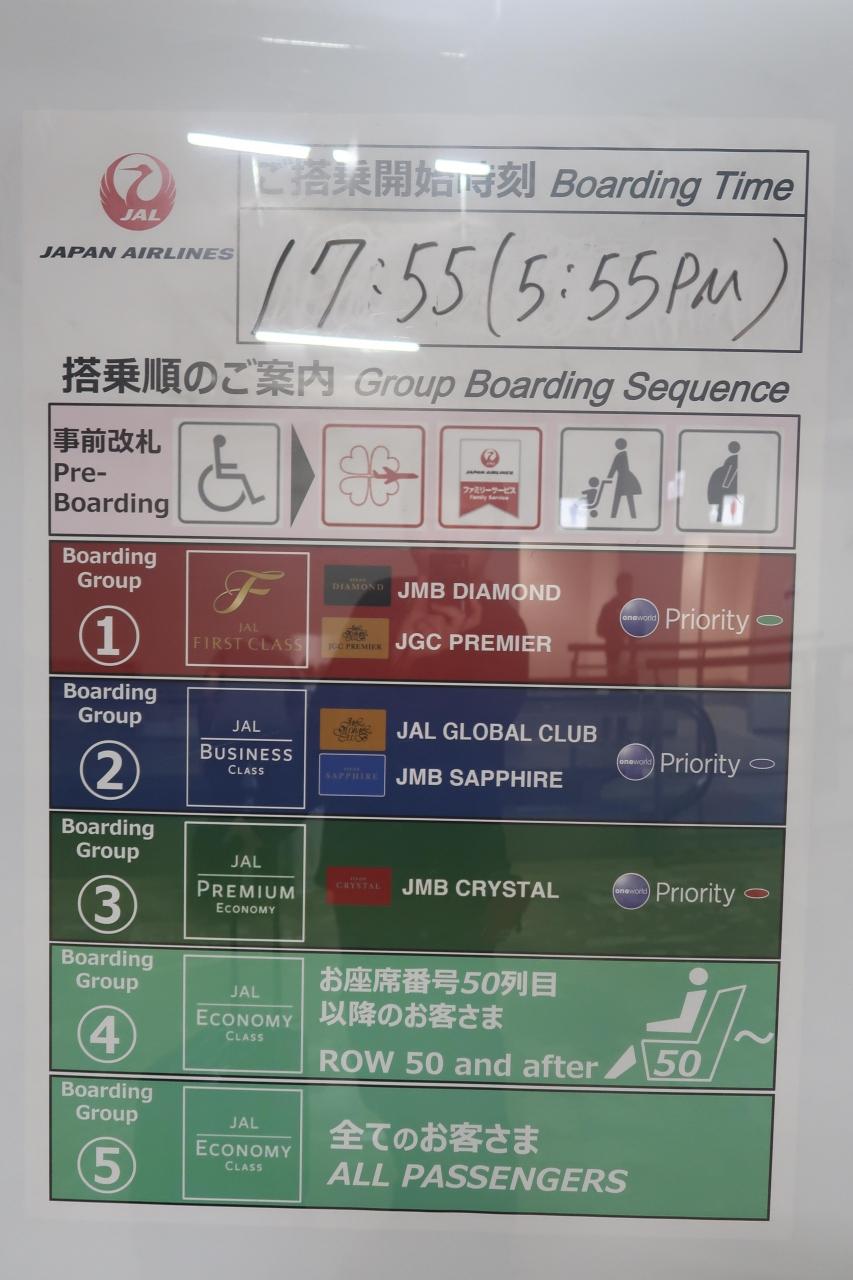 JAL
JAPAN AIRLINES
ご搭乗開始時刻 Boarding Time
17:55(5:55PM)
搭乗順のご案内 Group Boarding Sequence
事前改札
Pre-
Boarding
JAPAN AIRLINES
ファミリーサービス
Family Service
Boarding
Group
1
F
JAL
FIRST CLASS
DIAMOND
JMB DIAMOND
JGC PREMIER
JGC PREMIER
oneworld Priority
Boarding
Group
2
JAL
BUSINESS
CLASS
JAL GLOBAL CLUB
SAPPHIRE
JMB SAPPHIRE
oneworld Priority
Boarding
Group
3
JAL
PREMIUM
ECONOMY
CRYSTAL
JMB CRYSTAL
oneworld Priority
Boarding
Group
4
JAL
ECONOMY
CLASS
お座席番号50列目
以降のお客さま
ROW 50 and after
50
～
Boarding
Group
5
JAL
ECONOMY
CLASS
全てのお客さま
ALL PASSENGERS